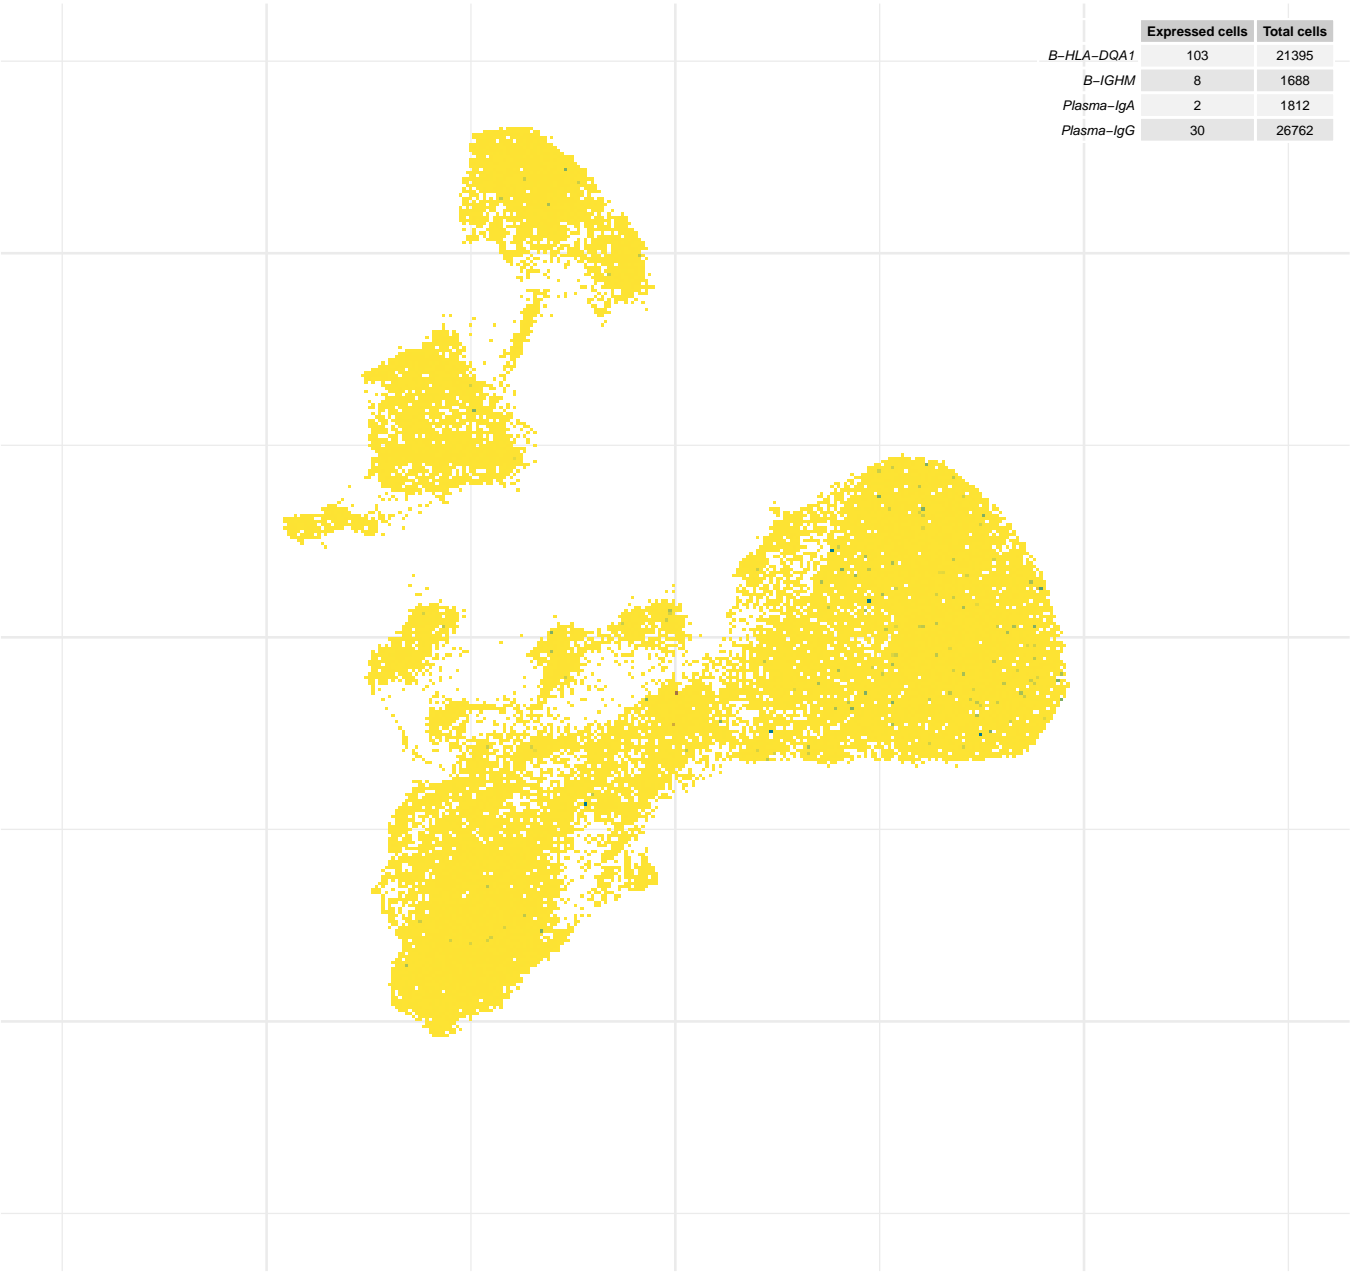 Expressed cells Total cells
B−HLA−DQA1 103 21395
B−IGHM 8 1688
Plasma−IgA 2 1812
Plasma−IgG 30 26762